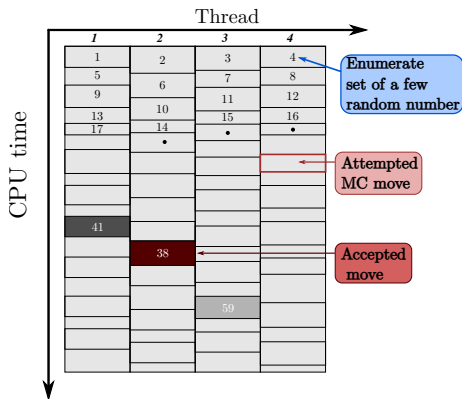 Thread
1 2 3 4
1 2 3 4
5 6 7 8
9 10 11 12
13 14 15 16
17
Enumerate
set of a few
random number
Attempted
MC move
41
38
Accepted
move
59
CPU time